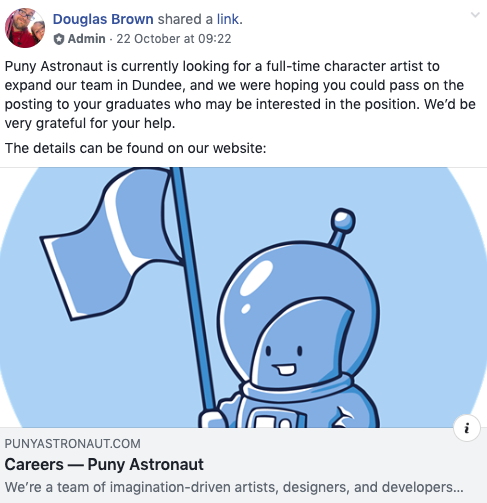 Douglas Brown shared a link.
Admin · 22 October at 09:22
Puny Astronaut is currently looking for a full-time character artist to
expand our team in Dundee, and we were hoping you could pass on the
posting to your graduates who may be interested in the position. We'd be
very grateful for your help.
The details can be found on our website:
i
PUNYASTRONAUT.COM
Careers — Puny Astronaut
We're a team of imagination-driven artists, designers, and developers...